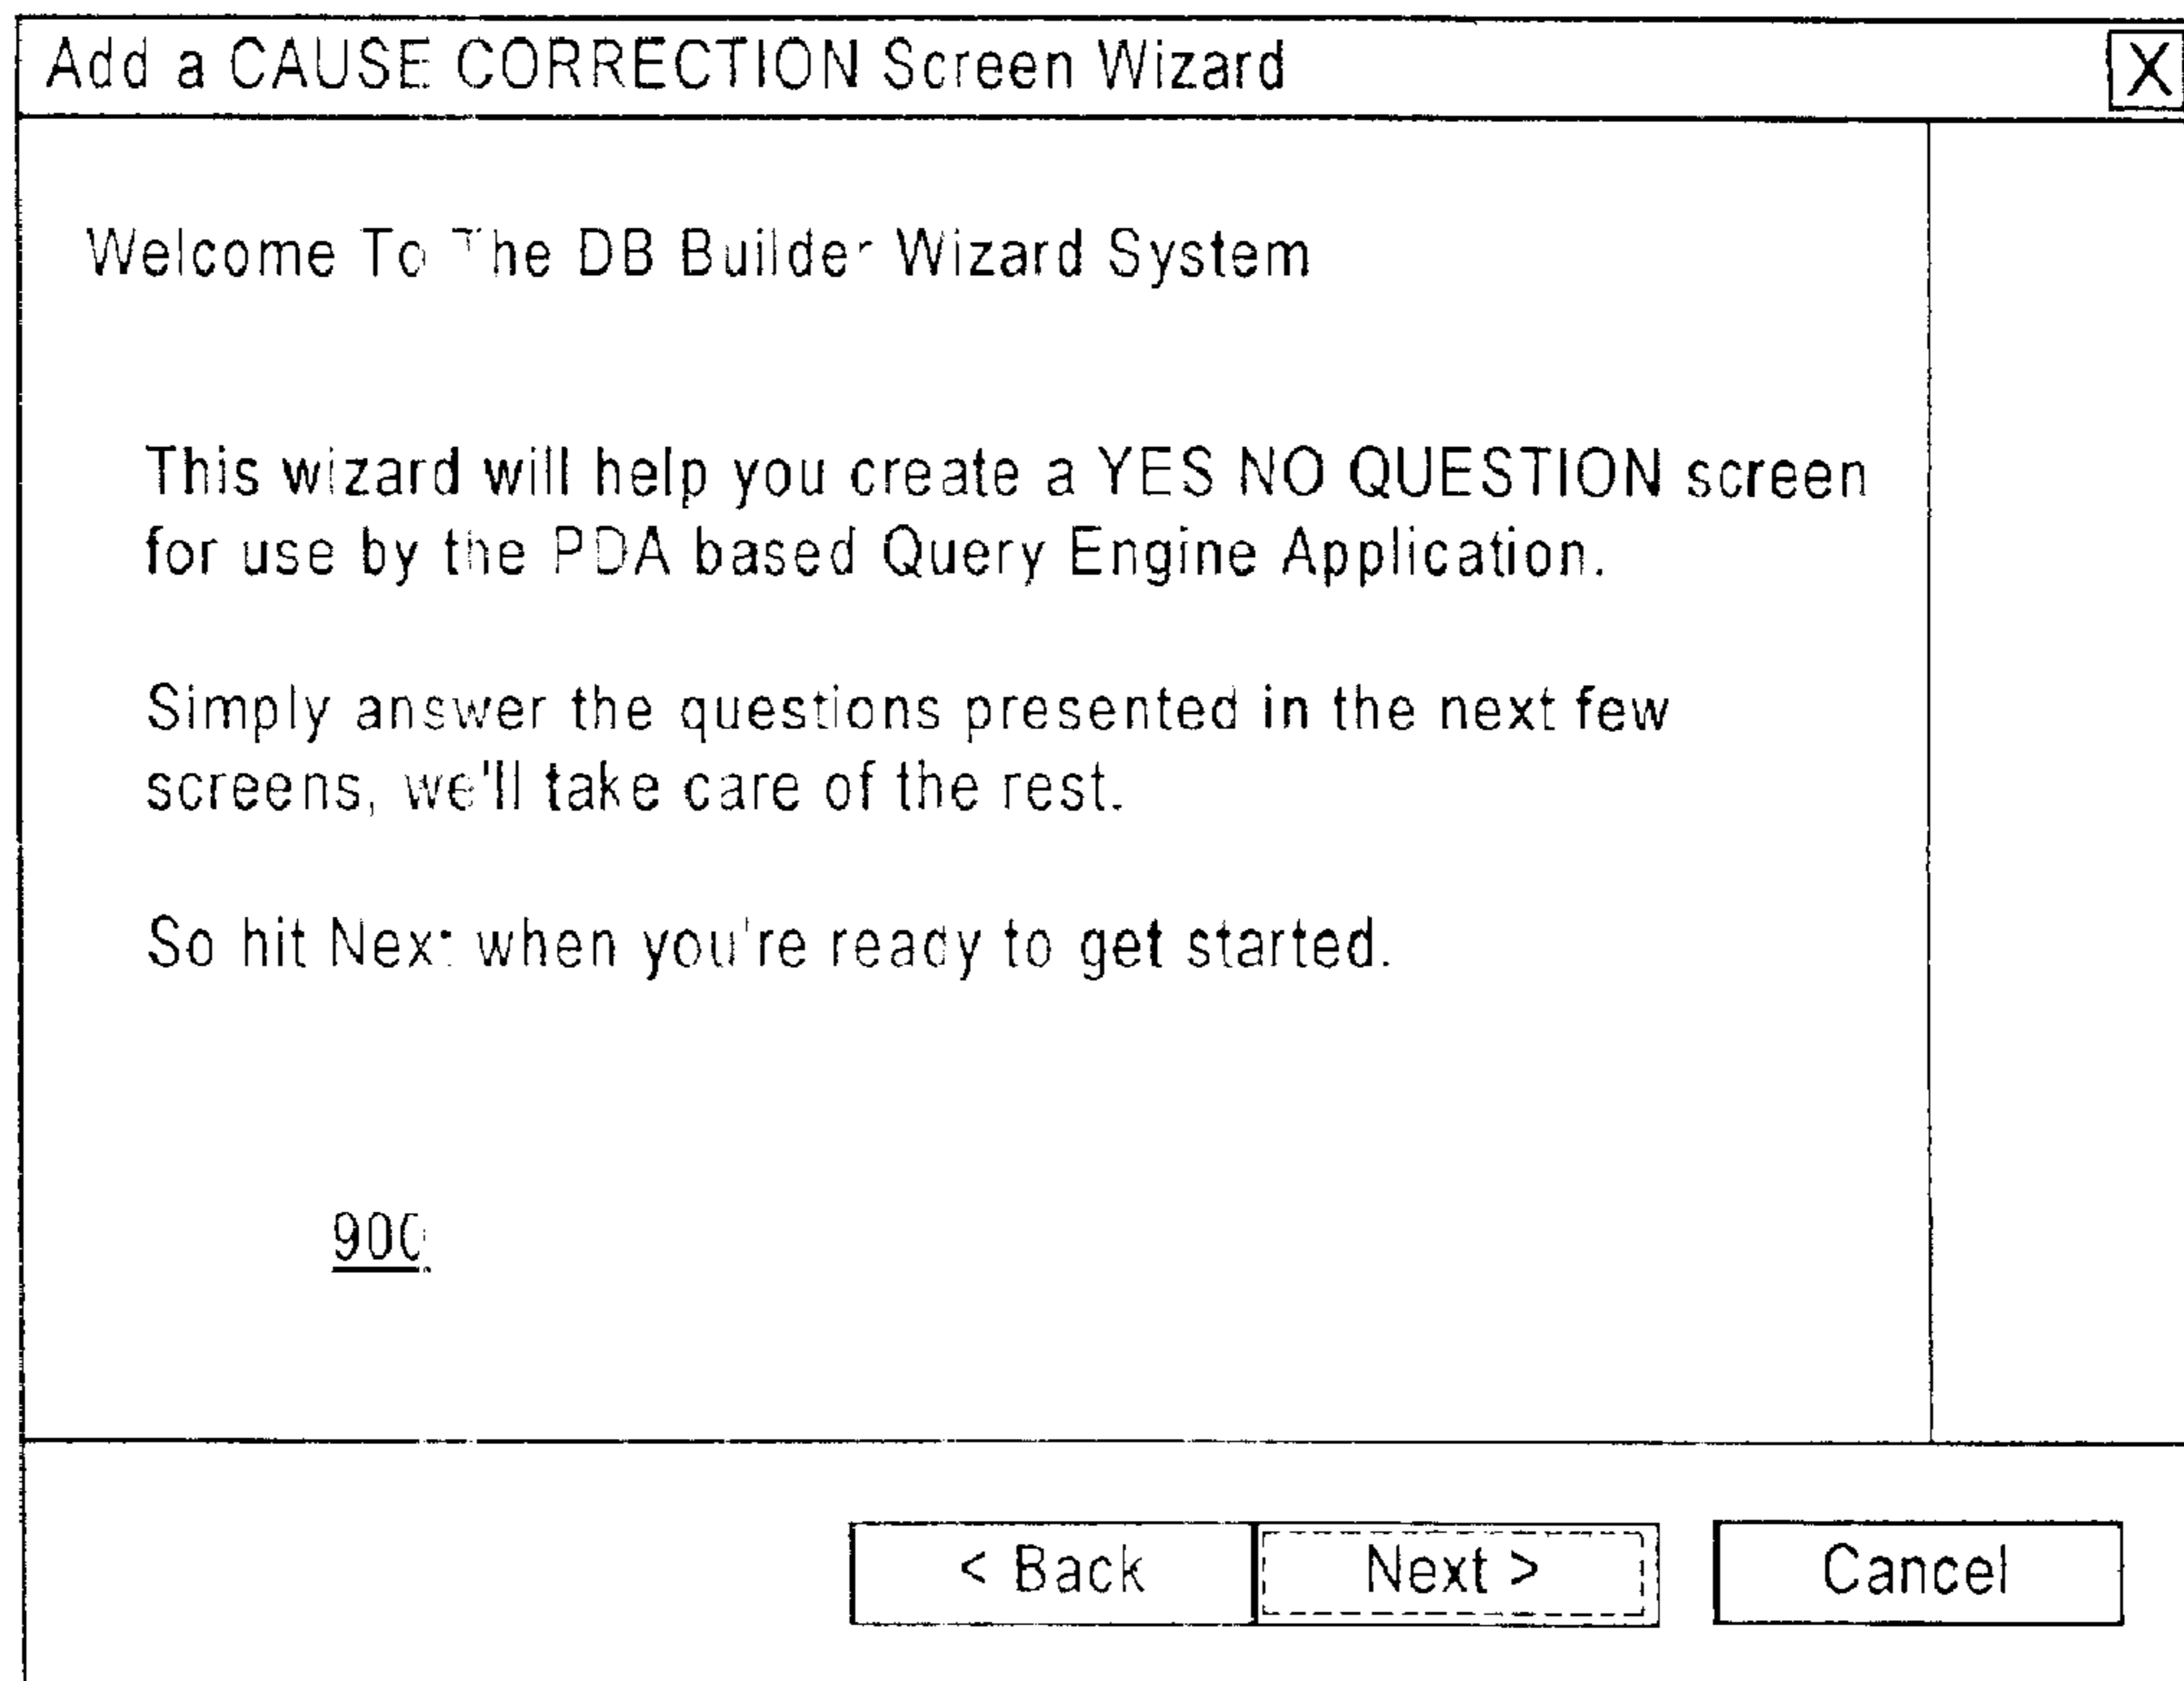 Add a CAUSE CORRECTION Screen Wizard X
Welcome To The DB Builder Wizard System
This wizard will help you create a YES NO QUESTION screen
for use by the PDA based Query Engine Application.
Simply answer the questions presented in the next few
screens, we'll take care of the rest.
So hit Next when you're ready to get started.
900
< Back Next > Cancel